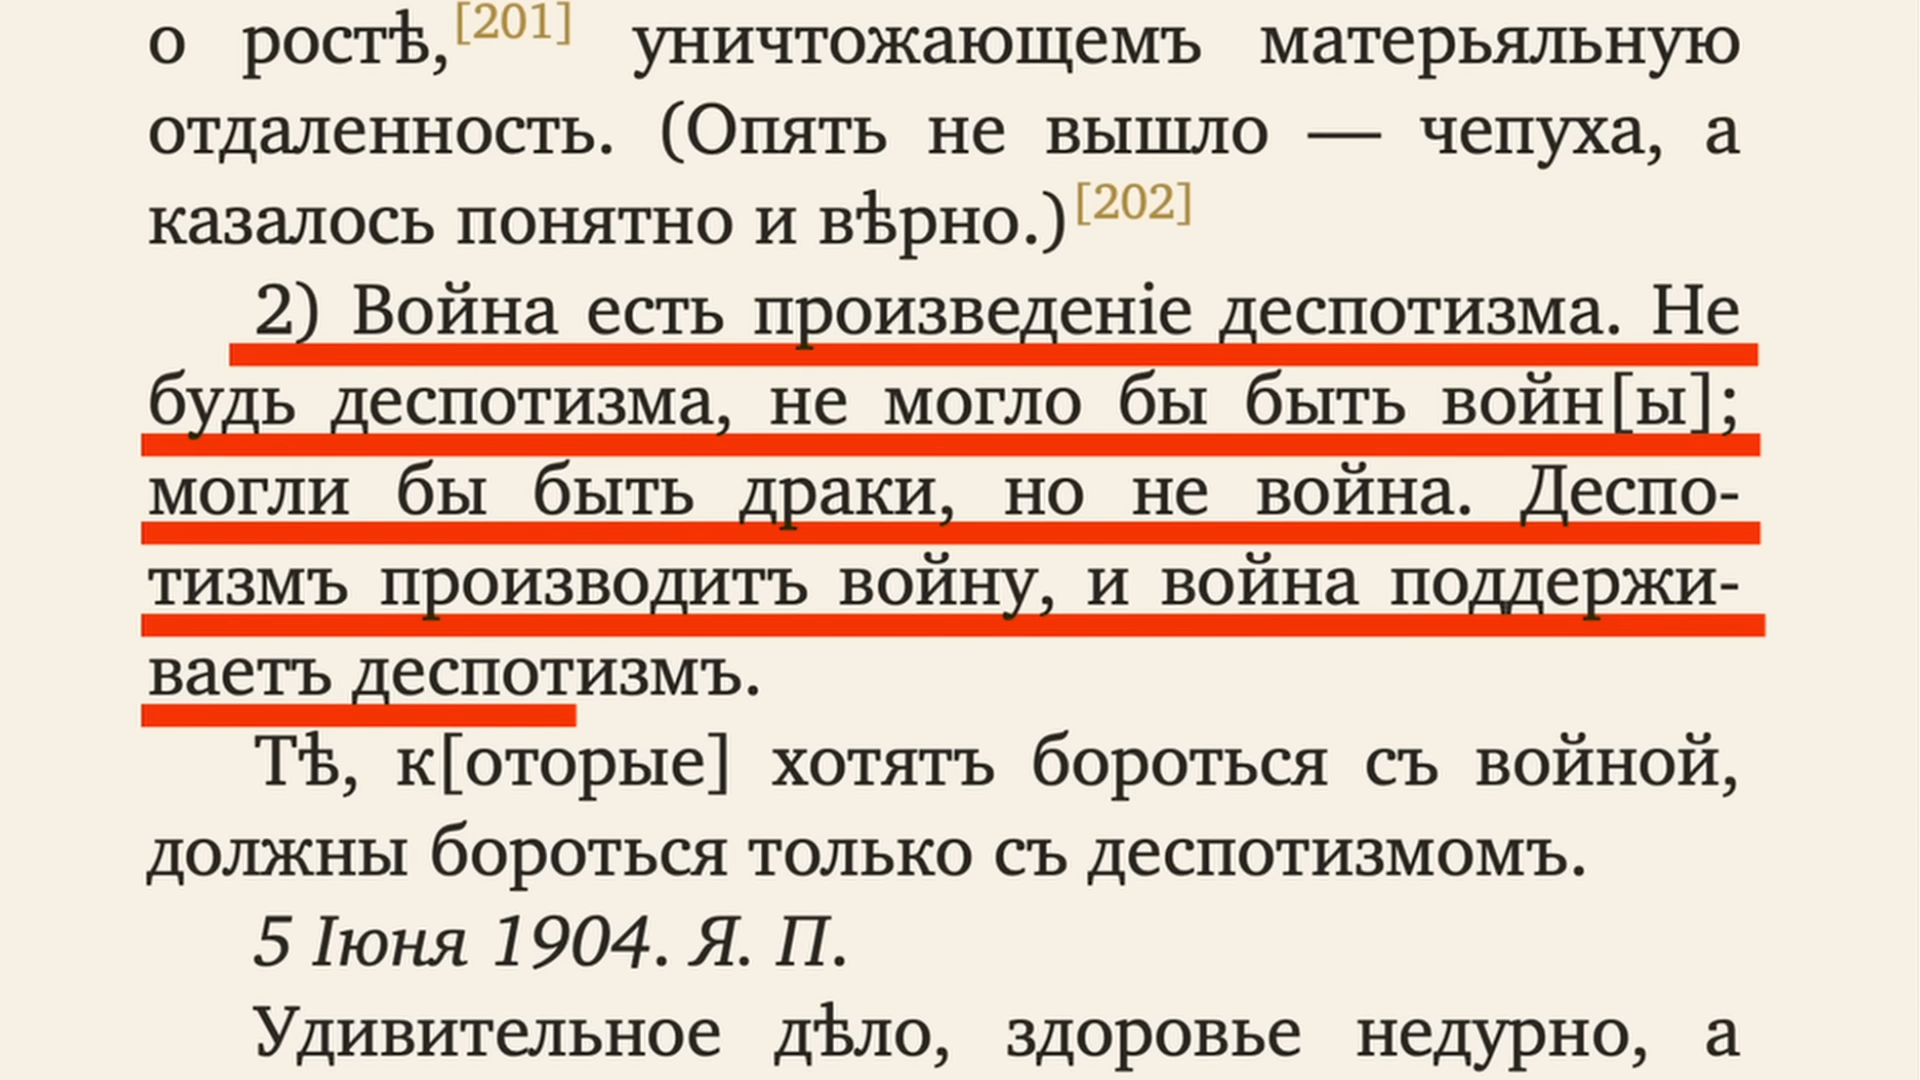 о ростѣ,[201] уничтожающемъ матерьяльную
отдаленность. (Опять не вышло — чепуха, а
казалось понятно и вѣрно.)[202]
2) Война есть произведеніе деспотизма. Не
будь деспотизма, не могло бы быть войн[ы];
могли бы быть драки, но не война. Деспо-
тизмъ производитъ войну, и война поддержи-
ваетъ деспотизмъ.
Тѣ, к[оторые] хотятъ бороться съ войной,
должны бороться только съ деспотизмомъ.
5 Іюня 1904. Я. П.
Удивительное дѣло, здоровье недурно, а